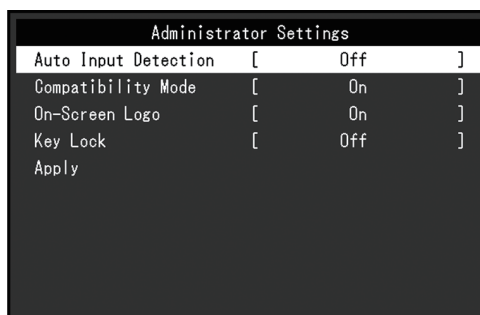 Administrator Settings
Auto Input Detection [ Off ]
Compatibility Mode [ On ]
On-Screen Logo [ On ]
Key Lock [ Off ]
Apply